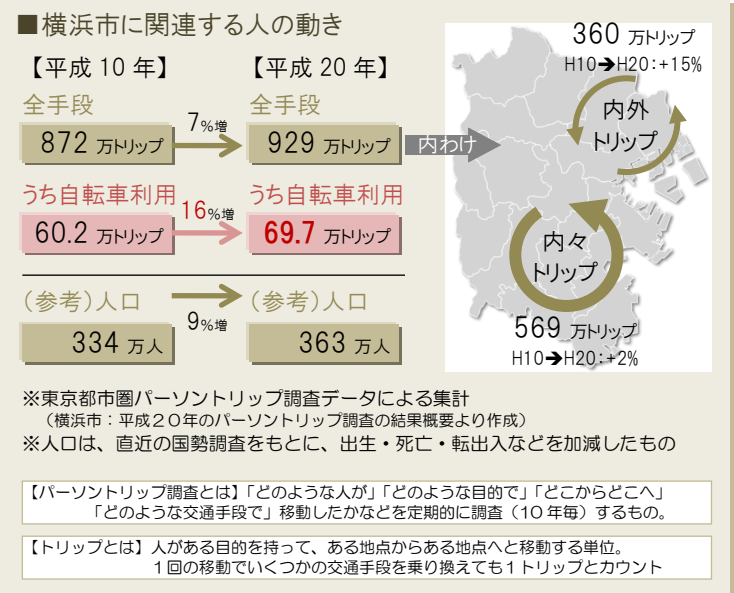 ■横浜市に関連する人の動き
【平成 10 年】 【平成 20 年】
全手段 全手段
872 万トリップ 7%増 929 万トリップ 内わけ
うち自転車利用 うち自転車利用
60.2 万トリップ 16%増 69.7 万トリップ
(参考)人口 (参考)人口
334 万人 9%増 363 万人
360 万トリップ
H10➔H20:+15%
内外
トリップ
内々
トリップ
569 万トリップ
H10➔H20:+2%
※東京都市圏パーソントリップ調査データによる集計
(横浜市:平成20年のパーソントリップ調査の結果概要より作成)
※人口は、直近の国勢調査をもとに、出生・死亡・転出入などを加減したもの
【パーソントリップ調査とは】「どのような人が」「どのような目的で」「どこからどこへ」
「どのような交通手段で」移動したかなどを定期的に調査(10年毎)するもの。
【トリップとは】人がある目的を持って、ある地点からある地点へと移動する単位。
1回の移動でいくつかの交通手段を乗り換えても1トリップとカウント